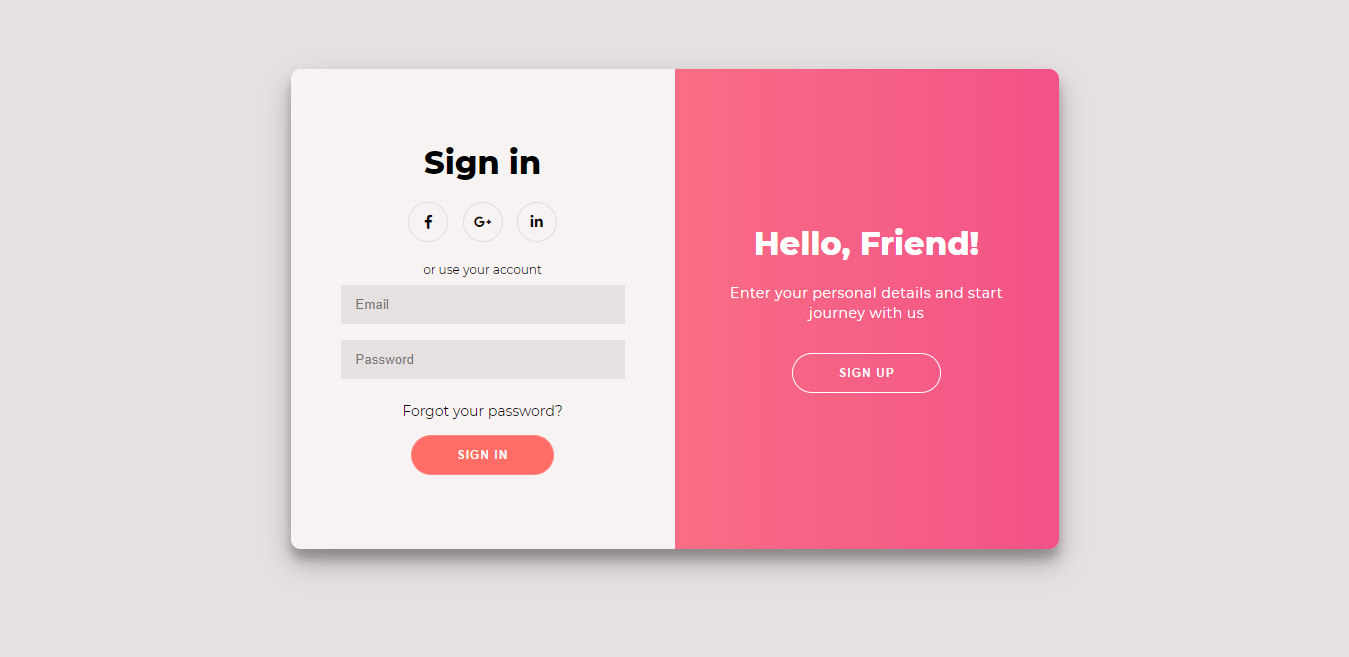 Sign in
f
G+
in
or use your account
Email
Password
Forgot your password?
SIGN IN
Hello, Friend!
Enter your personal details and start
journey with us
SIGN UP